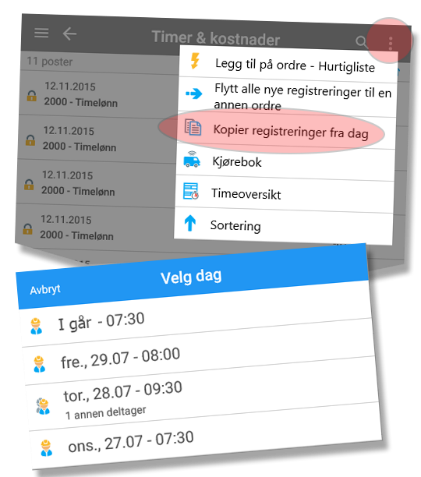 Timer & kostnader
11 poster
12.11.2015
2000 - Timelønn
12.11.2015
2000 - Timelønn
12.11.2015
2000 - Timelønn
12.11.2015
2000 - Timelønn
Legg til på ordre - Hurtigliste
Flytt alle nye registreringer til en
annen ordre
Kopier registreringer fra dag
Kjørebok
Timeoversikt
Sortering
Avbryt
Velg dag
I går - 07:30
fre., 29.07 - 08:00
tor., 28.07 - 09:30
1 annen deltager
ons., 27.07 - 07:30